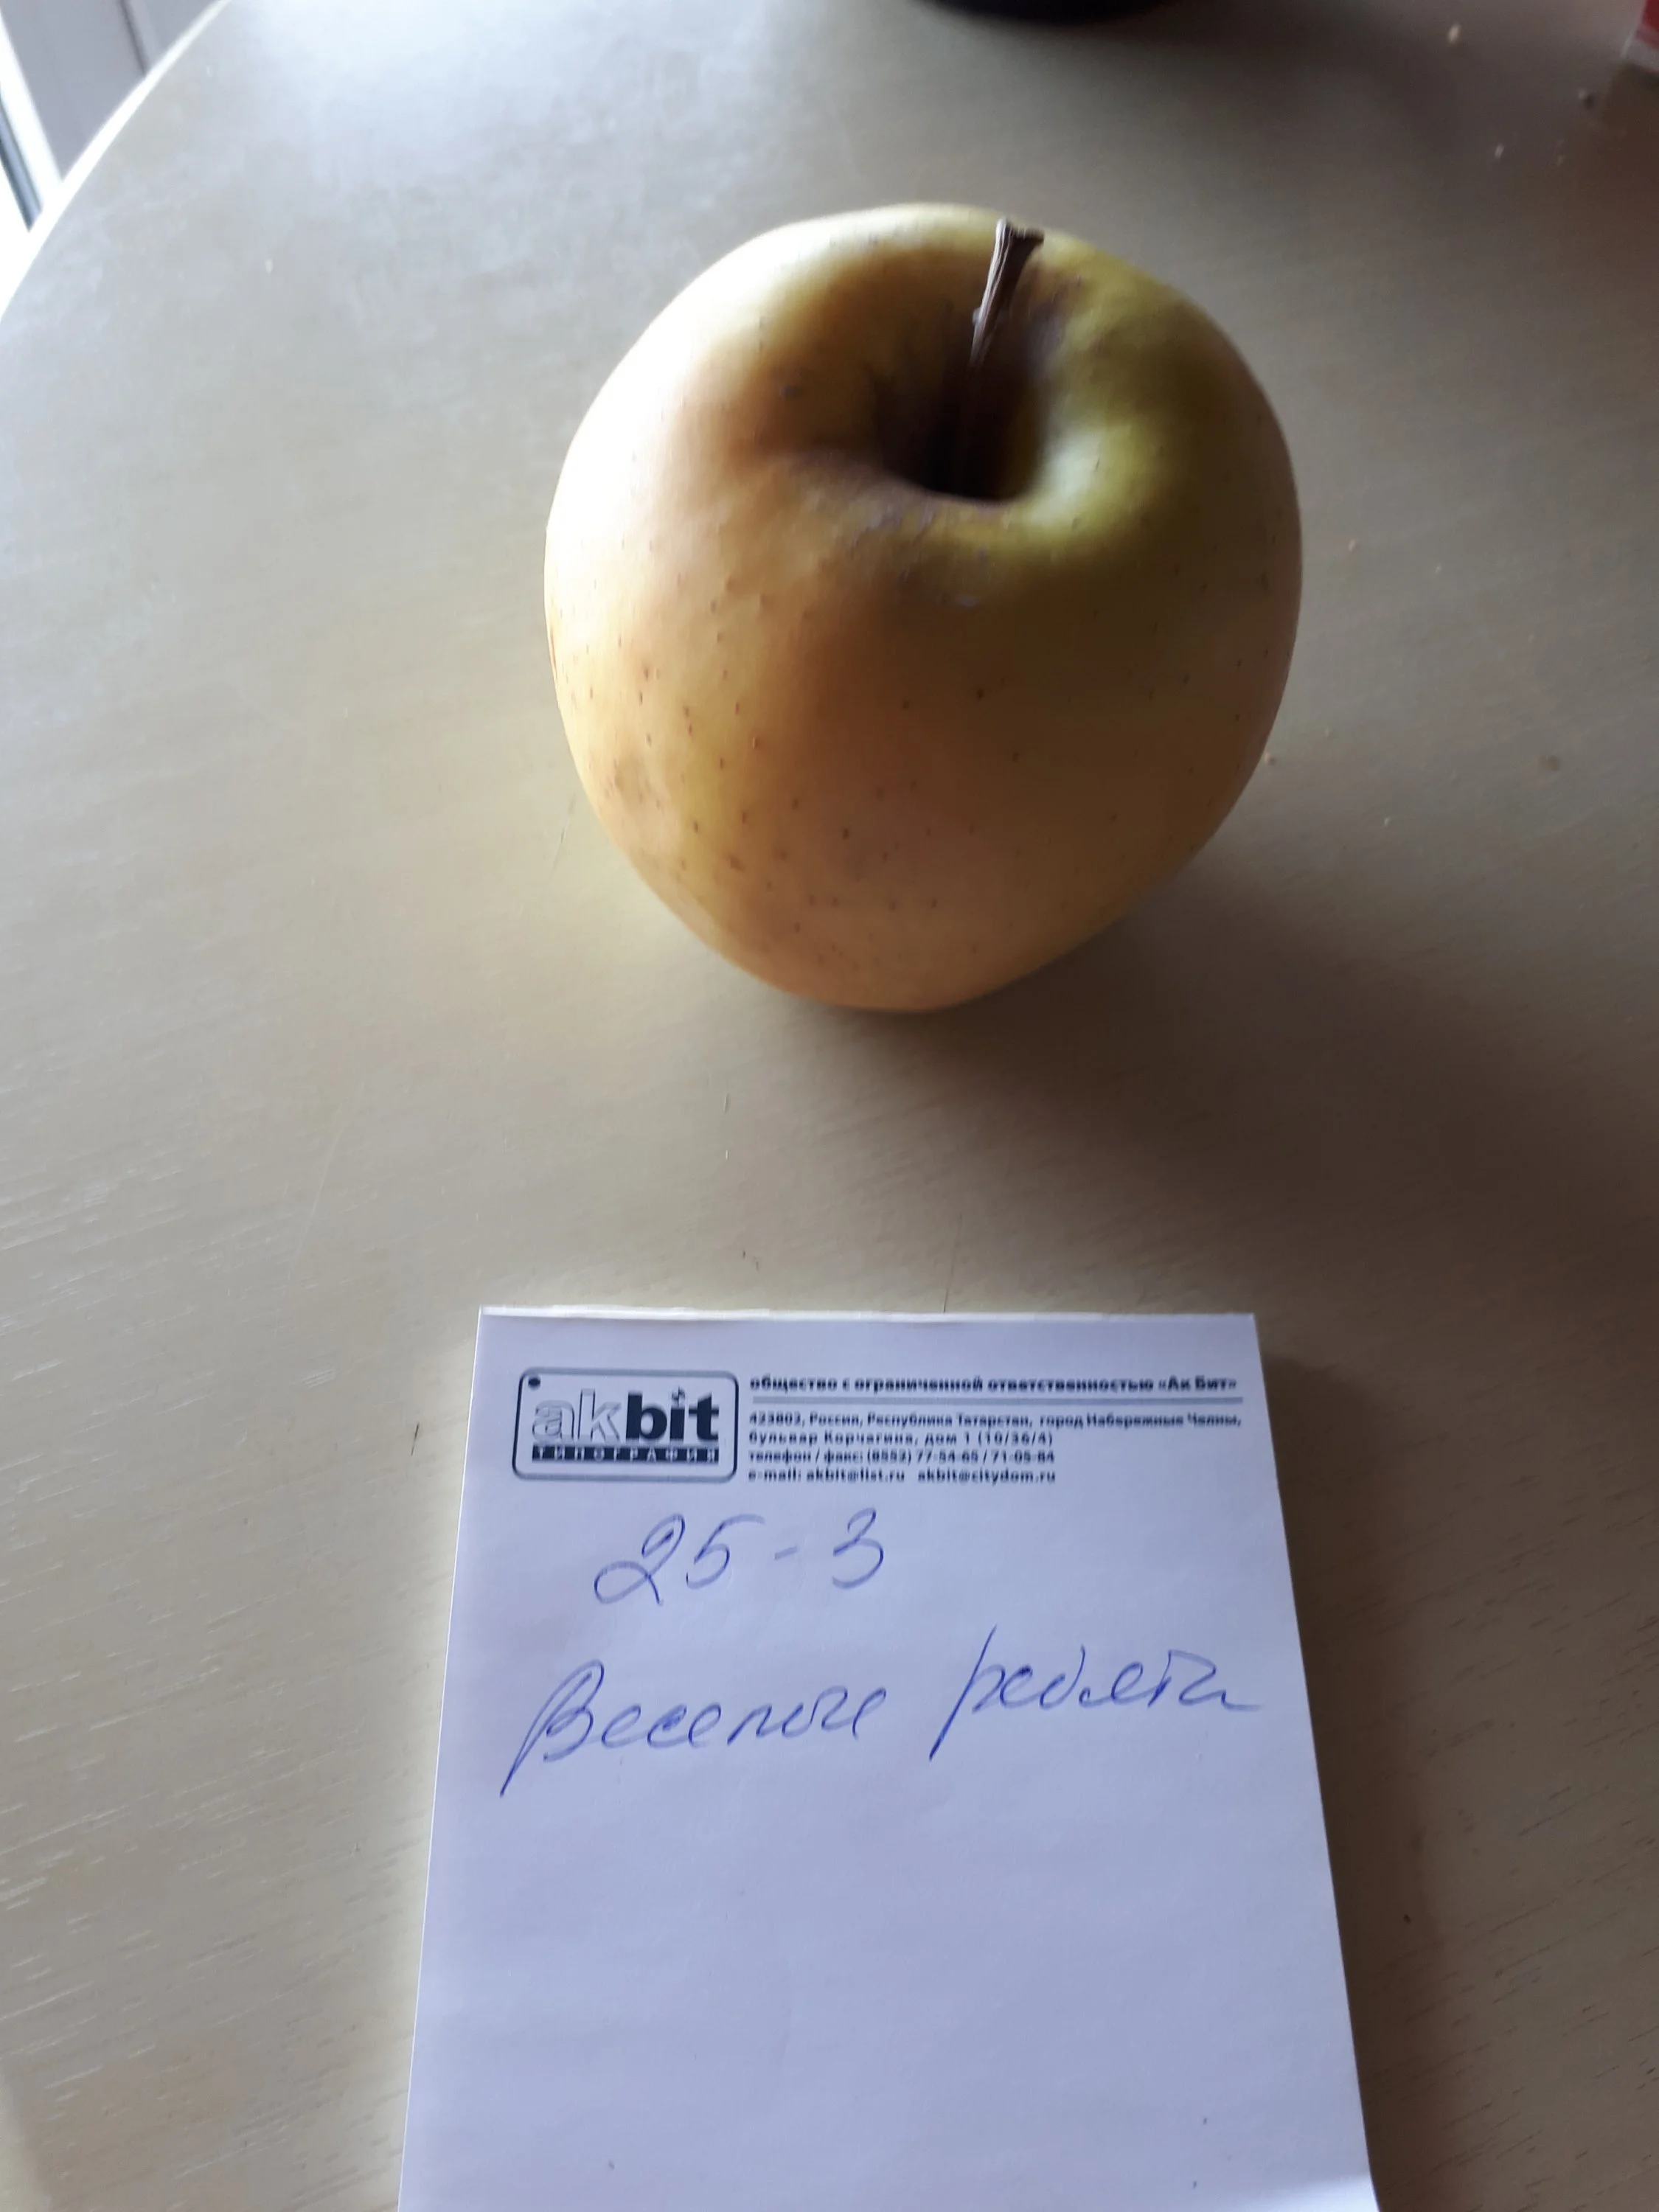 akbit
ТИПОГРАФИЯ
общество с ограниченной ответственностью «Ак Бит»
423802, Россия, Республика Татарстан, город Набережные Челны,
бульвар Корчагина, дом 1 (10/36/4)
телефон / факс: (8552) 77-54-65 / 71-05-84
e-mail: akbit@list.ru akbit@citydom.ru
25-3
Веселые ребята